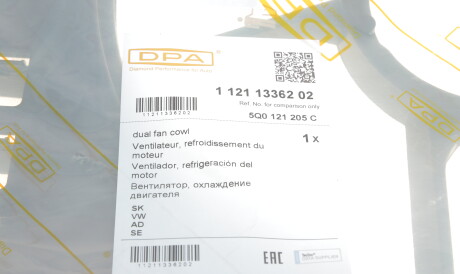 DPA
1 121 13362 02
Ref. No. for comparison only
11211336202
5Q0 121 205 C
dual fan cowl
1 x
Ventilateur, refroidissement du
moteur
Ventilador, refrigeración del
motor
Вентилятор, охлаждение
двигателя
SK
VW
AD
SE
11211336202
EAC
DPA